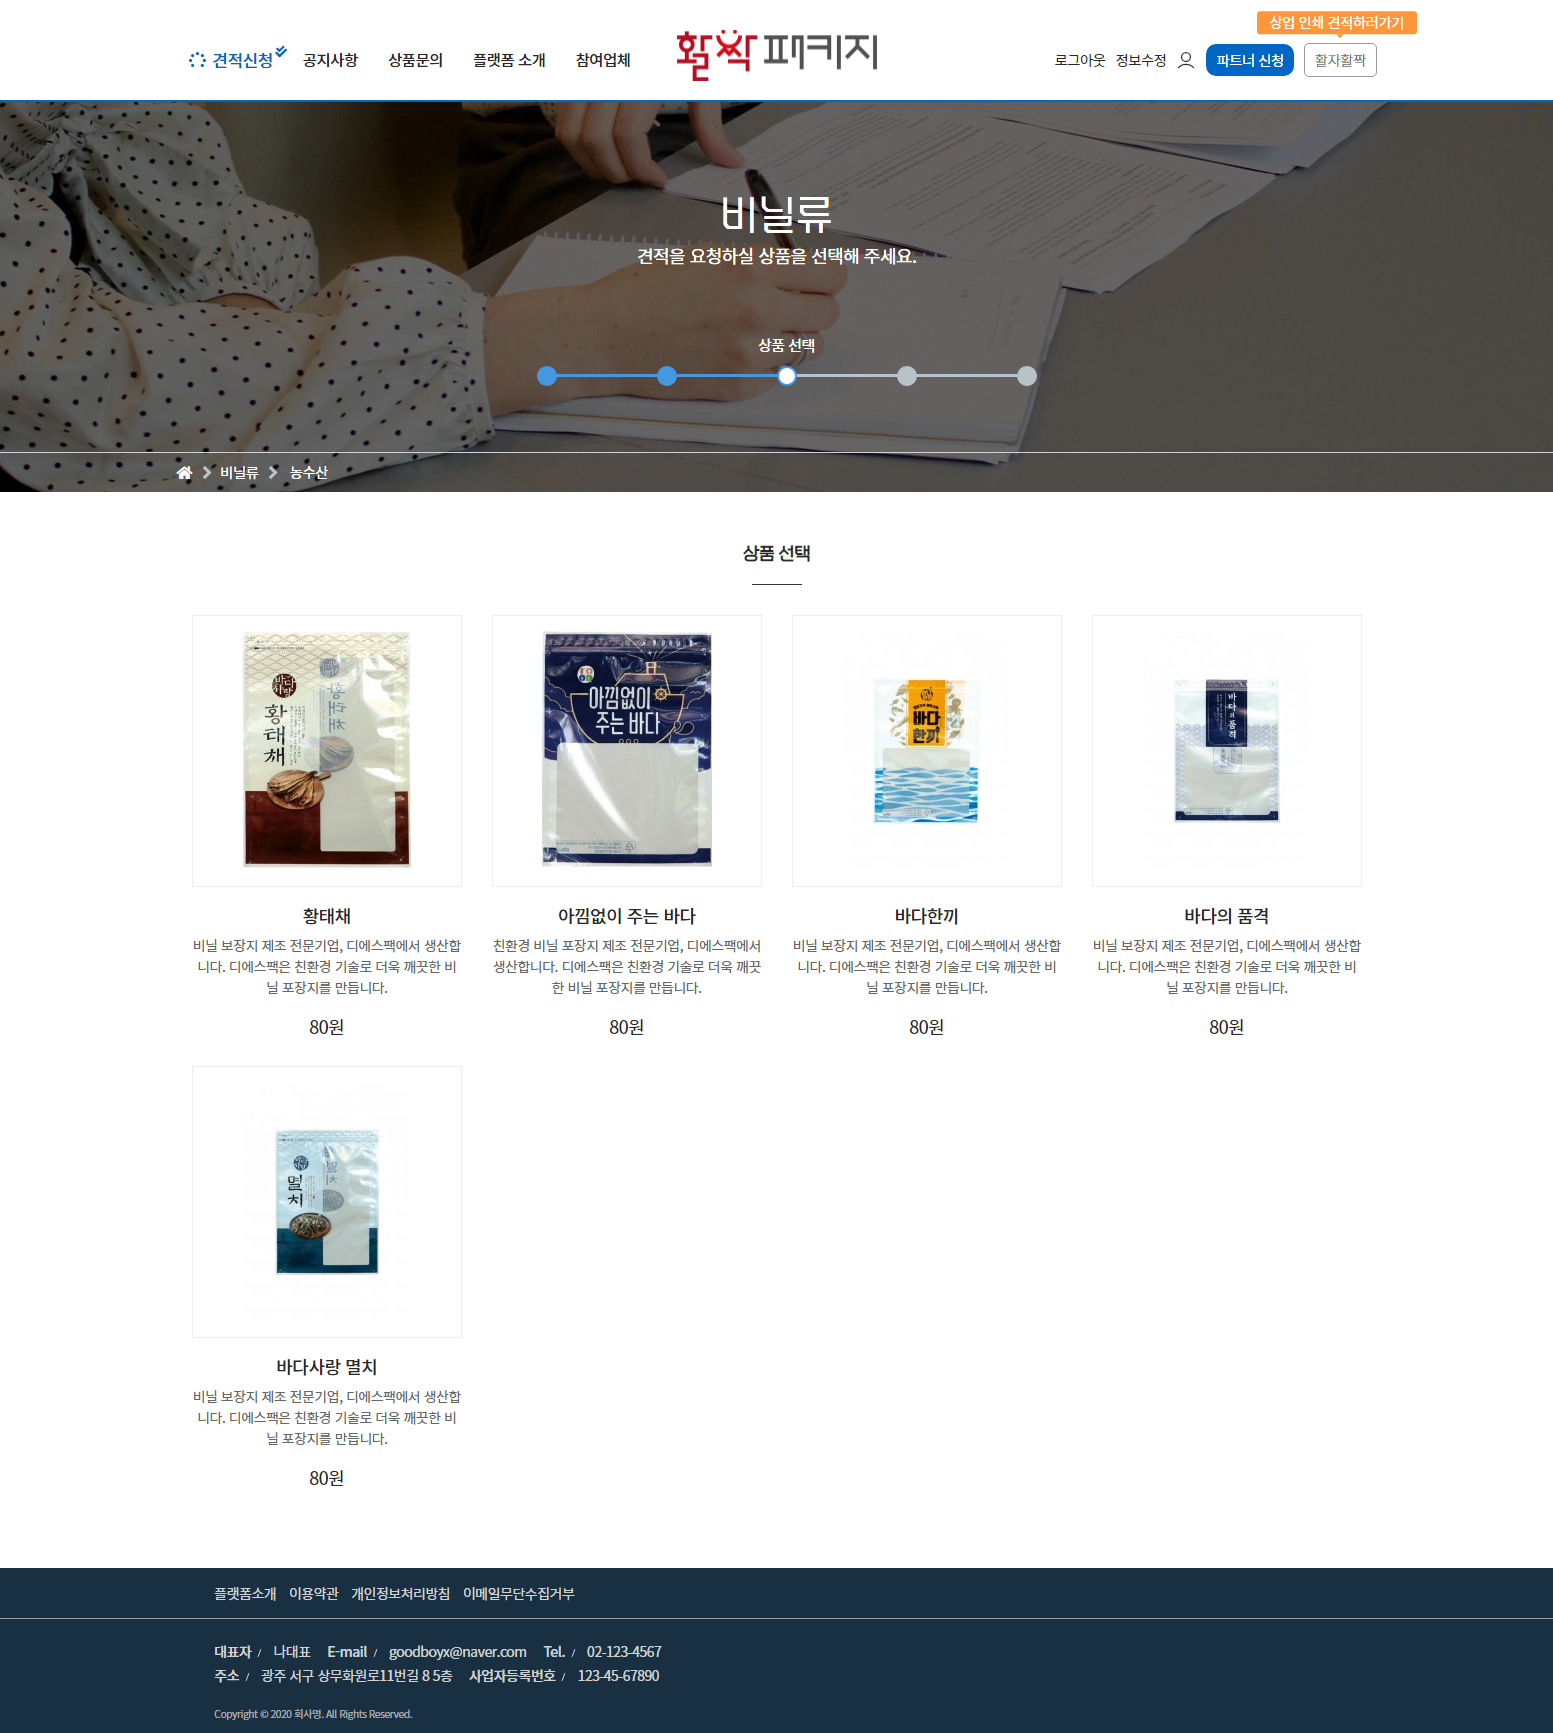 상업 인쇄 견적하러가기
견적신청 공지사항 상품문의 플랫폼 소개 참여업체 활짝 패키지 로그아웃 정보수정 파트너 신청 활자활짝
비닐류
견적을 요청하실 상품을 선택해 주세요.
상품 선택
비닐류 농수산
상품 선택
바다사랑
황태채
아낌없이
주는 바다
바다
한끼
바다의품격
황태채
비닐 보장지 제조 전문기업, 디에스팩에서 생산합
니다. 디에스팩은 친환경 기술로 더욱 깨끗한 비
닐 포장지를 만듭니다.
80원
아낌없이 주는 바다
친환경 비닐 포장지 제조 전문기업, 디에스팩에서
생산합니다. 디에스팩은 친환경 기술로 더욱 깨끗
한 비닐 포장지를 만듭니다.
80원
바다한끼
비닐 보장지 제조 전문기업, 디에스팩에서 생산합
니다. 디에스팩은 친환경 기술로 더욱 깨끗한 비
닐 포장지를 만듭니다.
80원
바다의 품격
비닐 보장지 제조 전문기업, 디에스팩에서 생산합
니다. 디에스팩은 친환경 기술로 더욱 깨끗한 비
닐 포장지를 만듭니다.
80원
멸치
바다사랑 멸치
비닐 보장지 제조 전문기업, 디에스팩에서 생산합
니다. 디에스팩은 친환경 기술로 더욱 깨끗한 비
닐 포장지를 만듭니다.
80원
플랫폼소개 이용약관 개인정보처리방침 이메일무단수집거부
대표자 / 나대표 E-mail / goodboyx@naver.com Tel. / 02-123-4567
주소 / 광주 서구 상무화원로11번길 8 5층 사업자등록번호 / 123-45-67890
Copyright © 2020 회사명. All Rights Reserved.